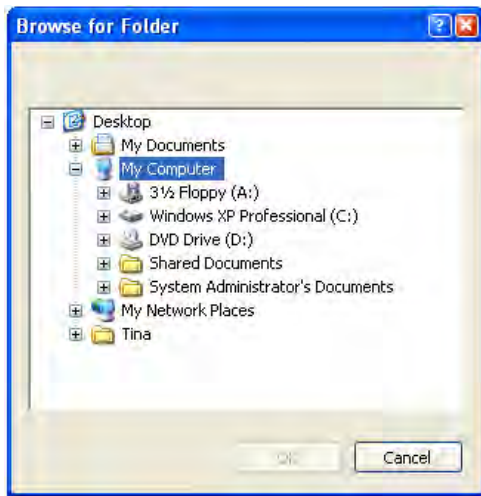 Browse for Folder
Desktop
My Documents
My Computer
3½ Floppy (A:)
Windows XP Professional (C:)
DVD Drive (D:)
Shared Documents
System Administrator's Documents
My Network Places
Tina
OK
Cancel